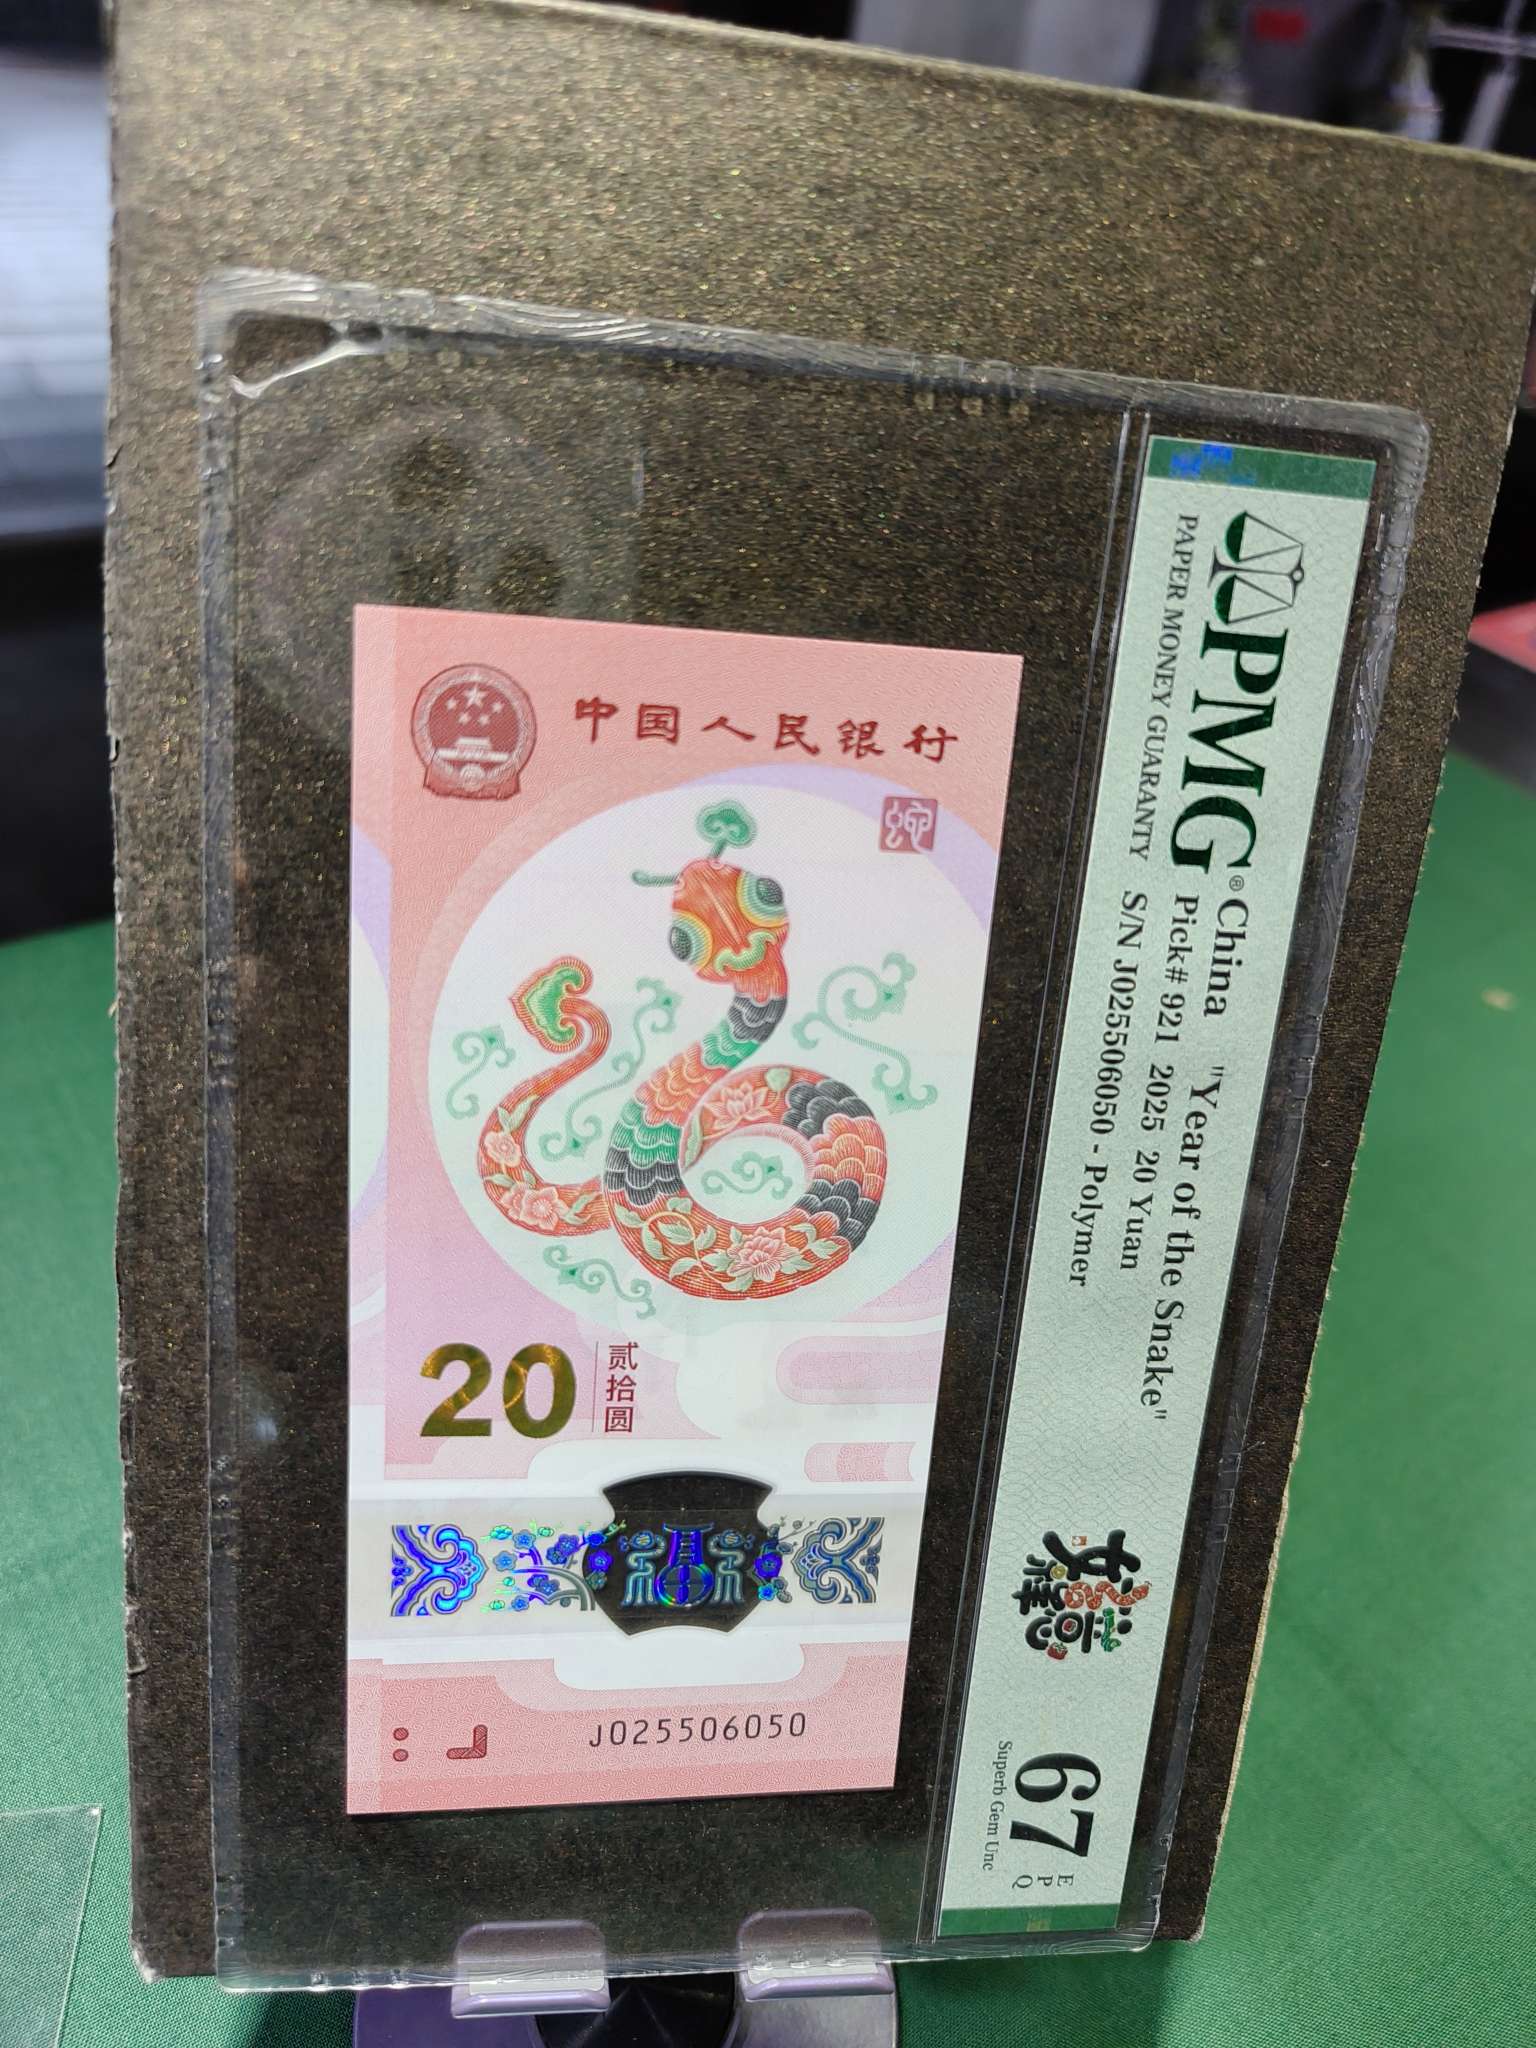 中国人民银行
蛇
20
贰拾圆
J025506050
PMG®
PAPER MONEY GUARANTY
China "Year of the Snake"
Pick# 921 2025 20 Yuan
S/N J025506050 - Polymer
67
EPQ
Superb Gem Unc